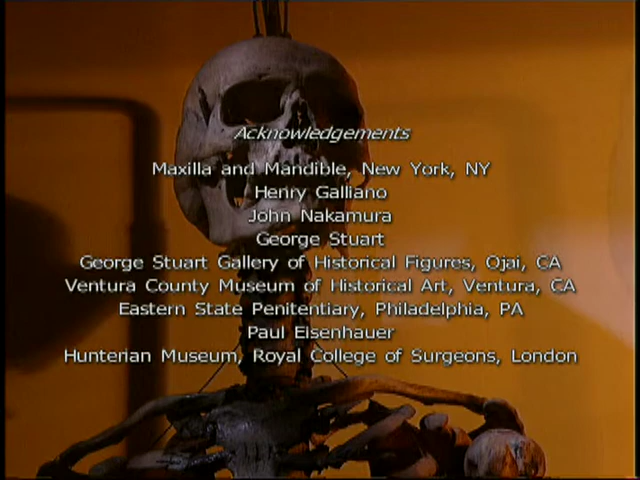 Acknowledgements
Maxilla and Mandible, New York, NY
Henry Galliano
John Nakamura
George Stuart
George Stuart Gallery of Historical Figures, Ojai, CA
Ventura County Museum of Historical Art, Ventura, CA
Eastern State Penitentiary, Philadelphia, PA
Paul Eisenhauer
Hunterian Museum, Royal College of Surgeons, London